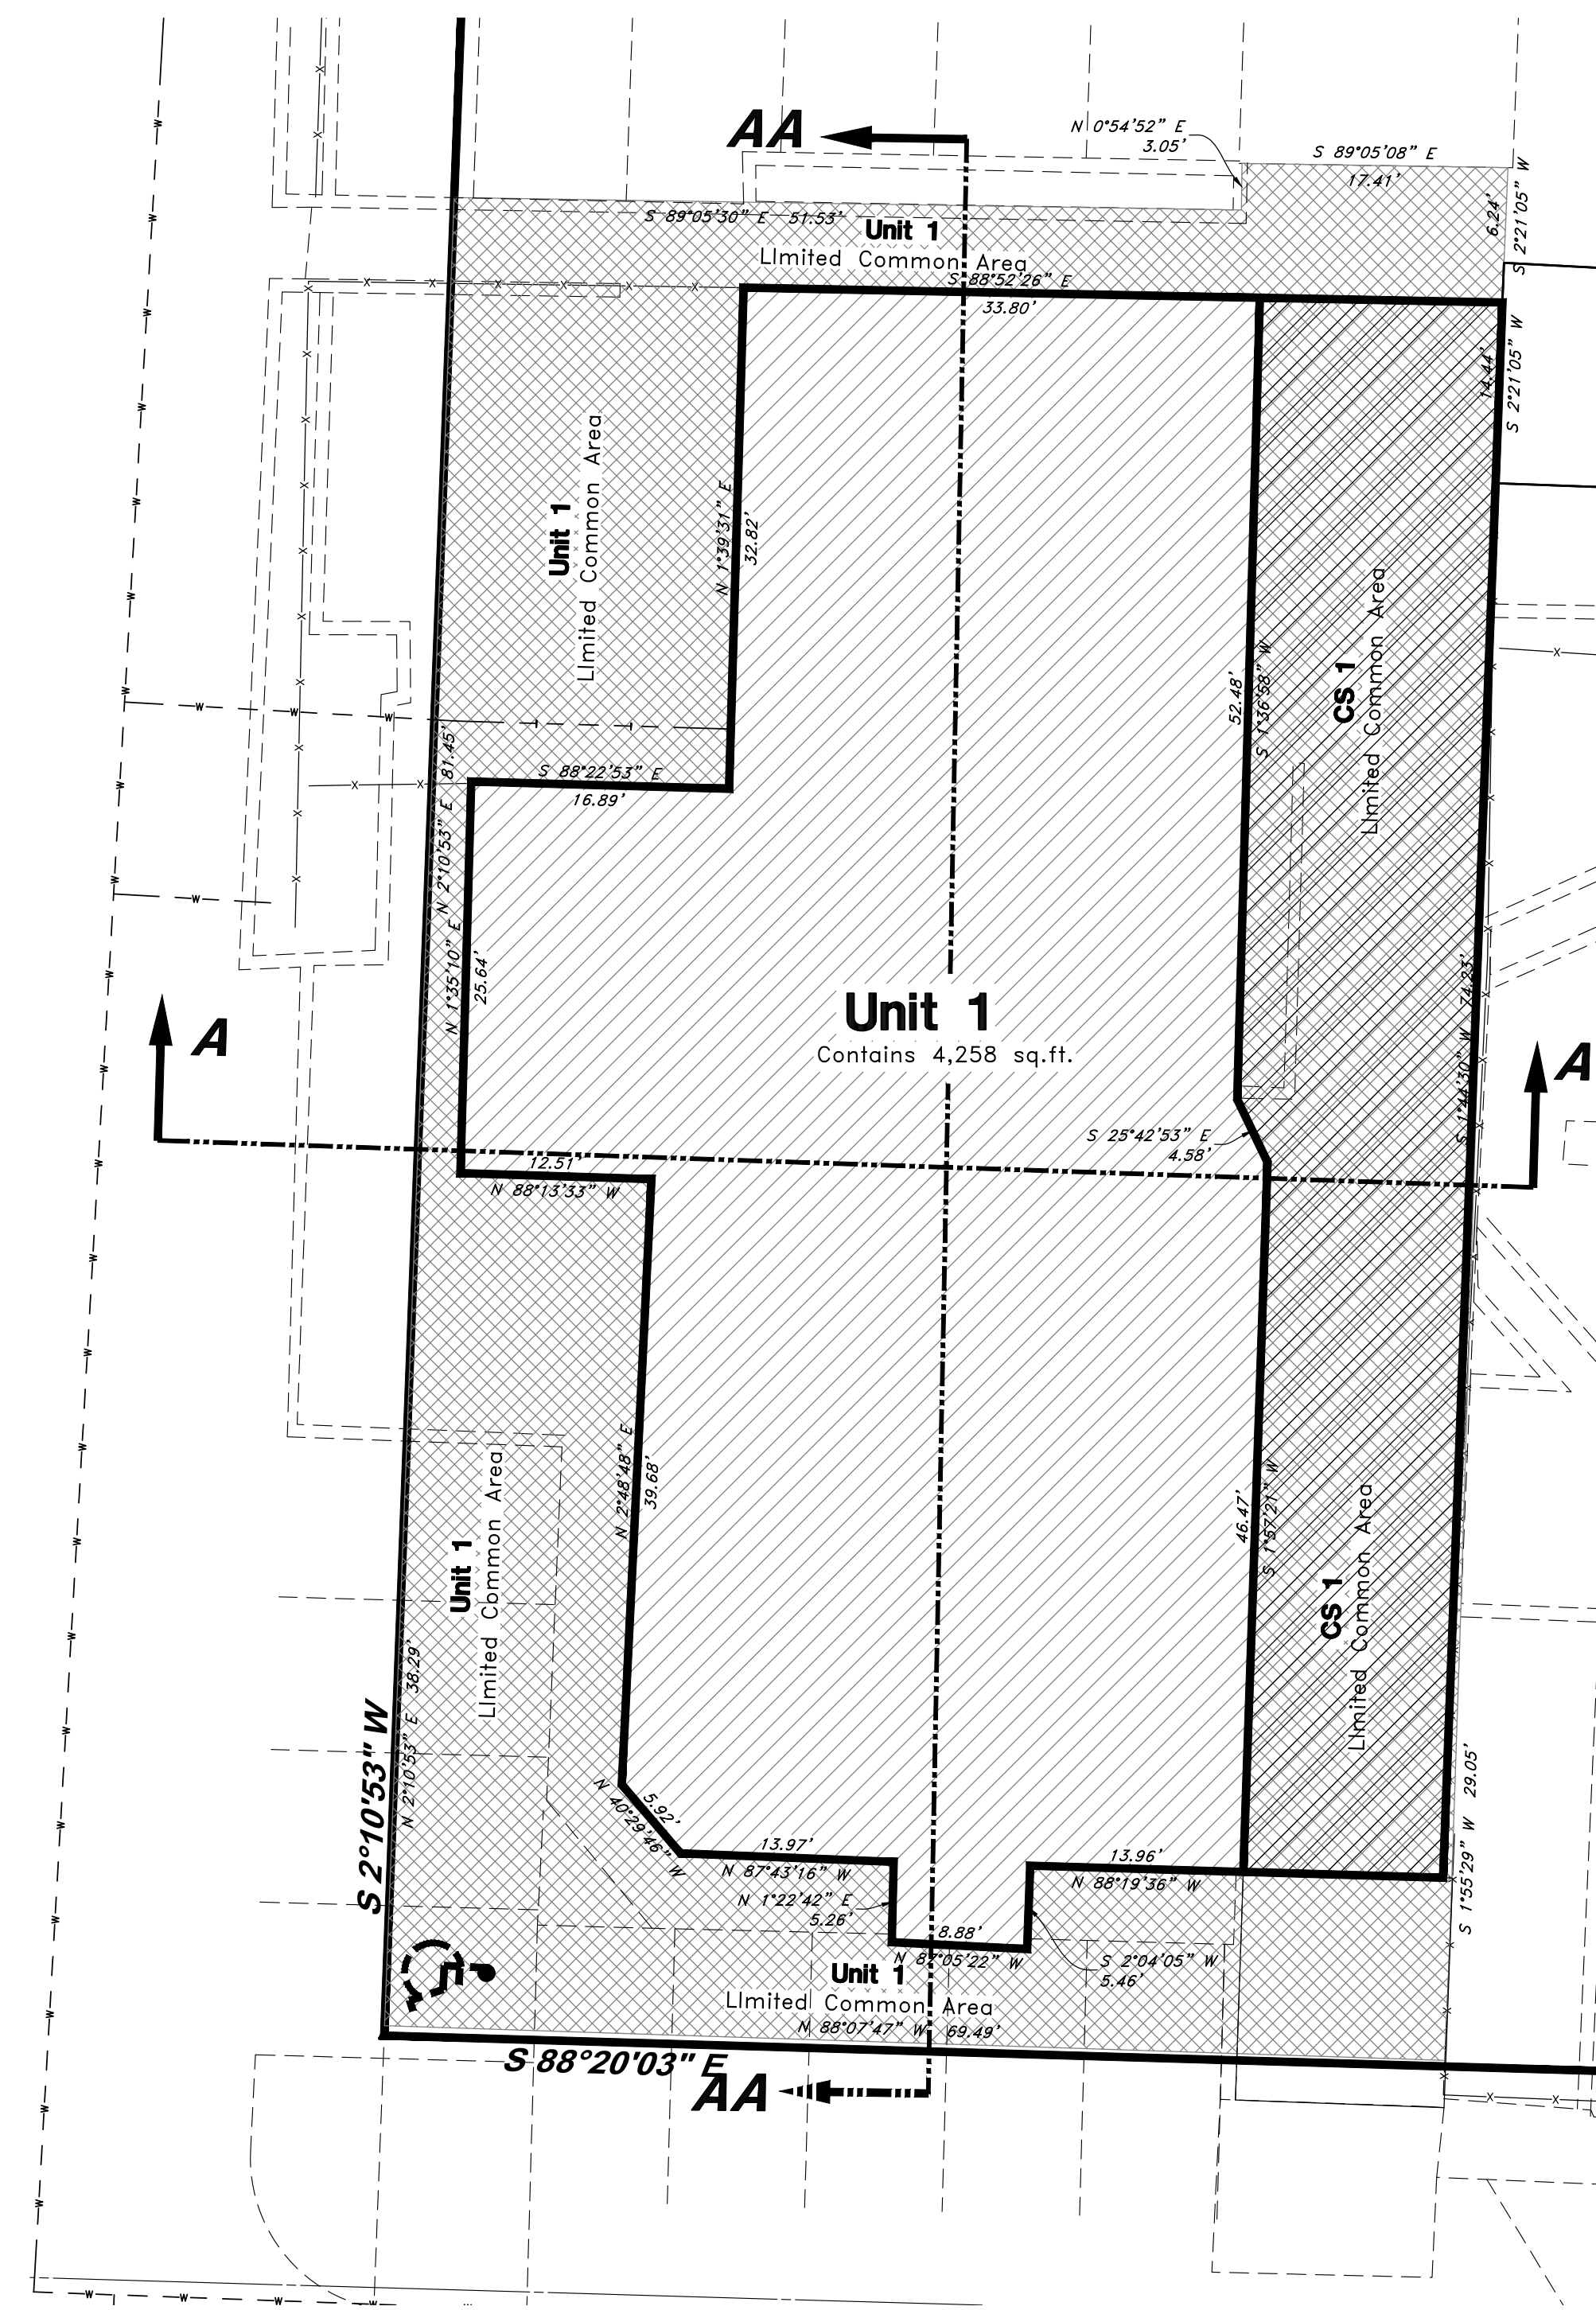 AA
N 0°54'52" E
3.05'
S 89°05'08" E
17.41'
6.24'
S 2°21'05" W
S 89°05'30" E 51.53'
Unit 1
LImited Common Area
S 88°52'26" E
33.80'
14.44'
S 2°21'05" W
Unit 1
LImited Common Area
N 1°39'31" E
32.82'
52.48'
S 1°36'58" W
CS 1
LImited Common Area
N 2°10'53" E 81.45'
S 88°22'53" E
16.89'
N 1°35'10" E
25.64'
A
Unit 1
Contains 4,258 sq.ft.
S 1°44'30" W 74.23'
A
S 25°42'53" E
4.58'
12.51'
N 88°13'33" W
Unit 1
LImited Common Area
N 2°48'48" E
39.68'
46.47'
S 1°57'21" W
CS 1
LImited Common Area
S 2°10'53" W
N 2°10'53" E 38.29'
5.92'
N 40°29'46" W
13.97'
N 87°43'16" W
N 1°22'42" E
5.26'
13.96'
N 88°19'36" W
S 1°55'29" W 29.05'
8.88'
N 87°05'22" W
S 2°04'05" W
5.46'
Unit 1
LImited Common Area
N 88°07'47" W 69.49'
S 88°20'03" E
AA